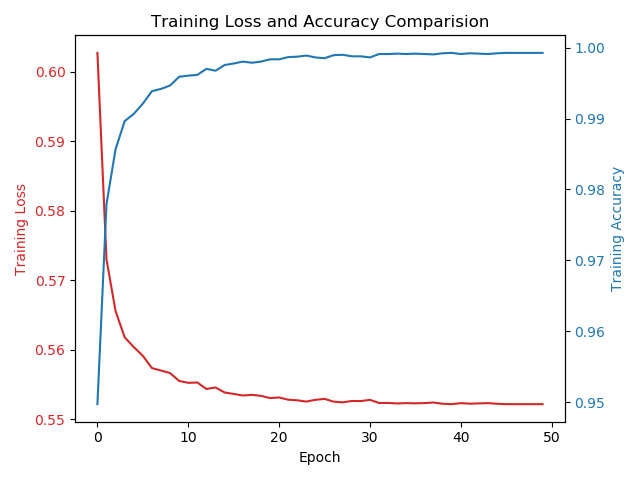 Training Loss and Accuracy Comparision
0.60
0.59
0.58
0.57
0.56
0.55
Training Loss
1.00
0.99
0.98
0.97
0.96
0.95
Training Accuracy
0 10 20 30 40 50
Epoch